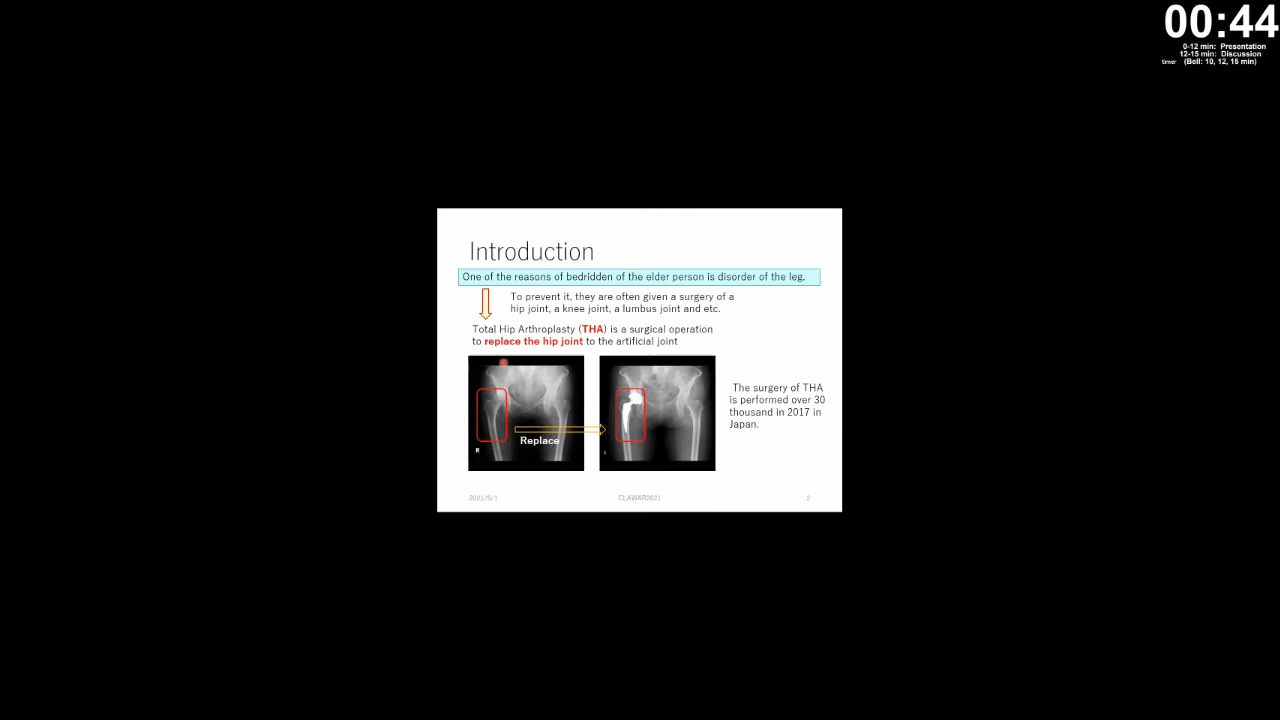 00:44
0-12 min: Presentation
12-15 min: Discussion
timer (Bell: 10, 12, 15 min)
Introduction
One of the reasons of bedridden of the elder person is disorder of the leg.
To prevent it, they are often given a surgery of a
hip joint, a knee joint, a lumbus joint and etc.
Total Hip Arthroplasty (THA) is a surgical operation
to replace the hip joint to the artificial joint
The surgery of THA
is performed over 30
thousand in 2017 in
Japan.
Replace
R
2021/9/1
CLAWAR2021
2